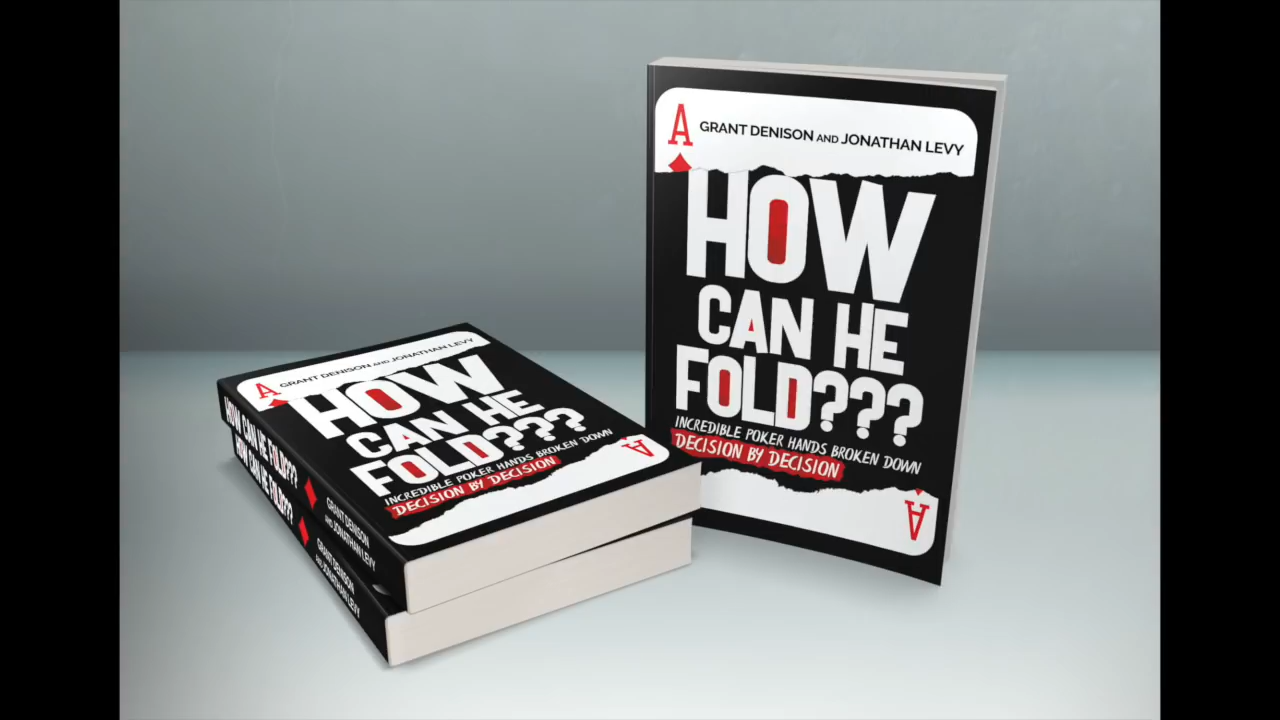 A
GRANT DENISON AND JONATHAN LEVY
HOW
CAN HE
FOLD???
INCREDIBLE POKER HANDS BROKEN DOWN
DECISION BY DECISION
A
A
GRANT DENISON AND JONATHAN LEVY
HOW
CAN HE
FOLD???
INCREDIBLE POKER HANDS BROKEN DOWN
DECISION BY DECISION
A
HOW CAN HE FOLD???
GRANT DENISON
AND JONATHAN LEVY
HOW CAN HE FOLD???
GRANT DENISON
AND JONATHAN LEVY